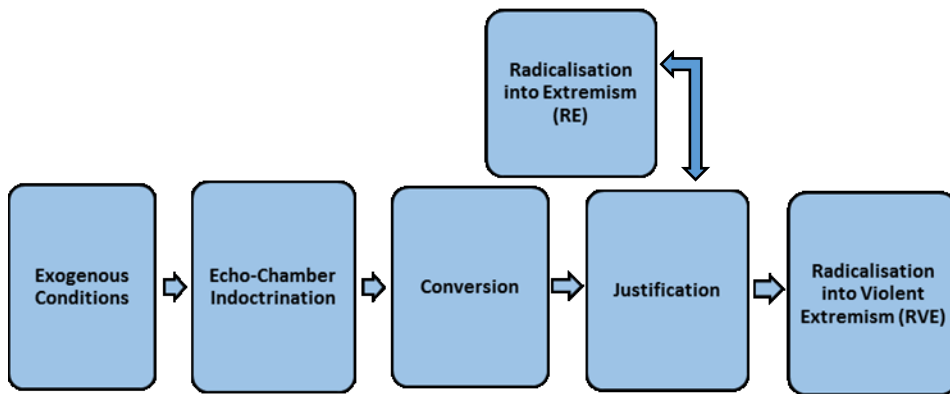 Radicalisation
into Extremism
(RE)
Exogenous
Conditions
Echo-Chamber
Indoctrination
Conversion
Justification
Radicalisation
into Violent
Extremism (RVE)